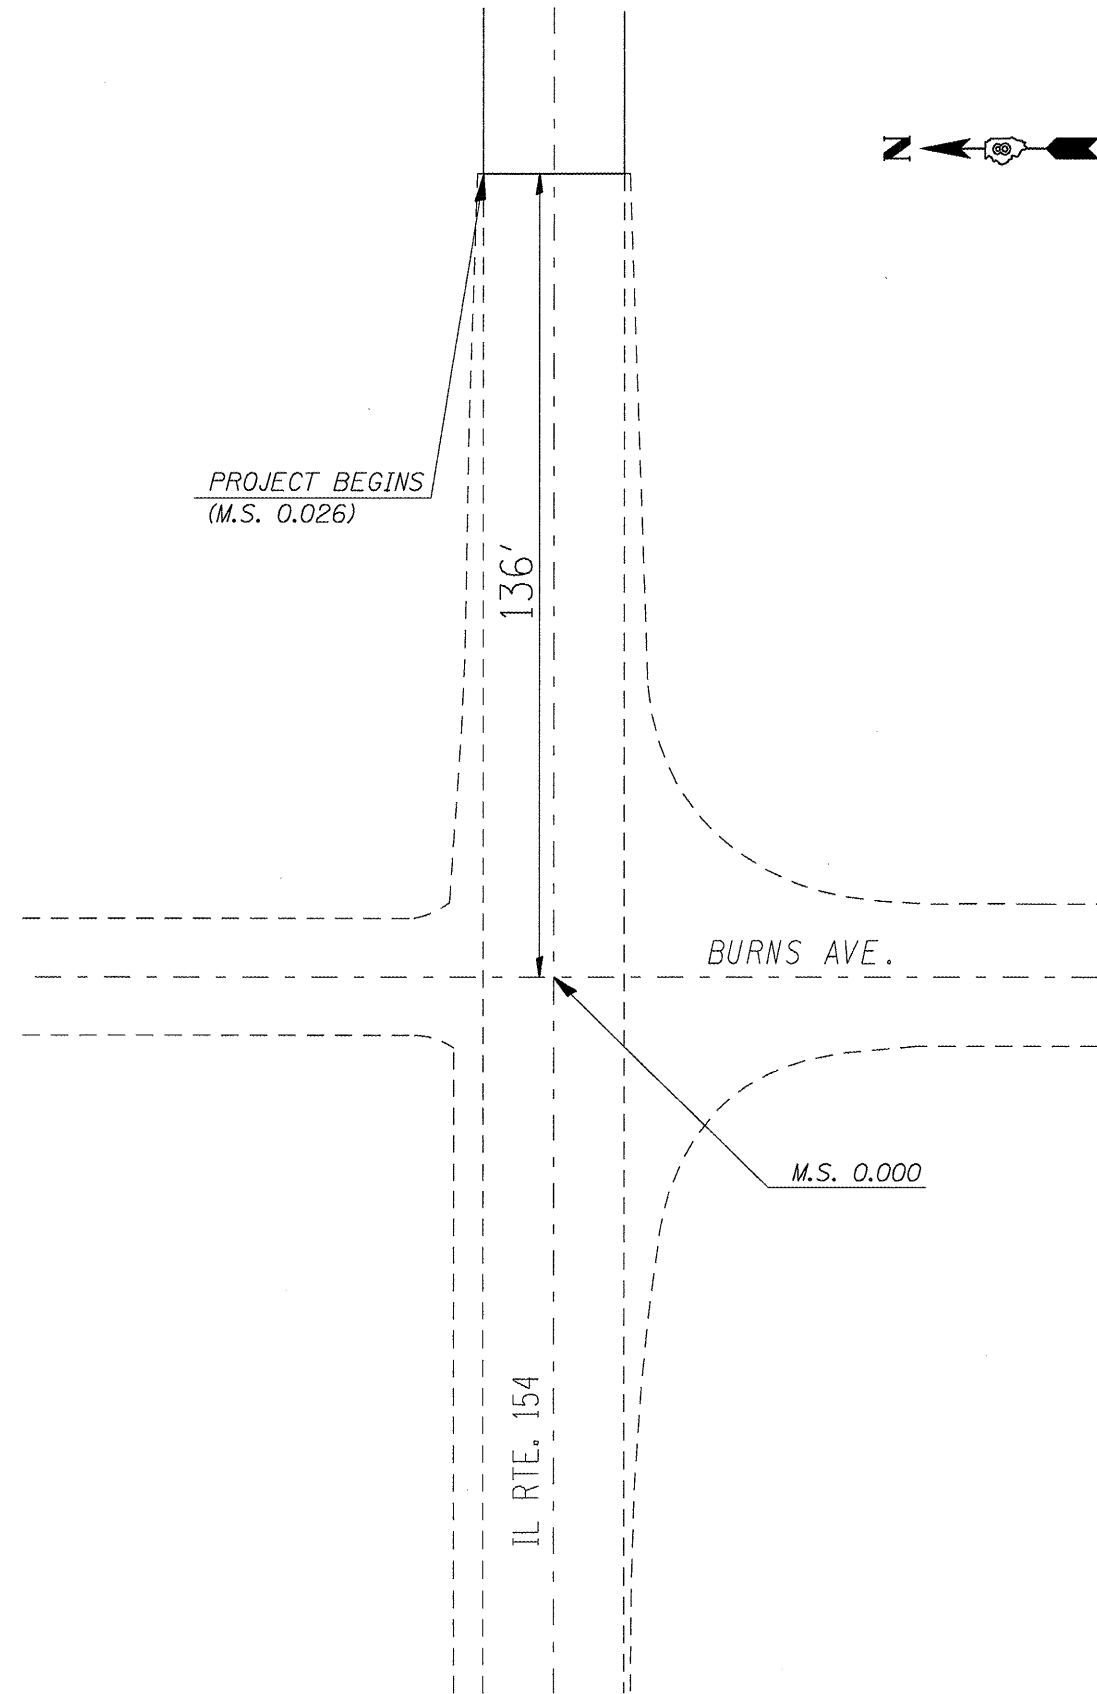 N
PROJECT BEGINS
(M.S. 0.026)
136'
BURNS AVE.
M.S. 0.000
IL RTE. 154